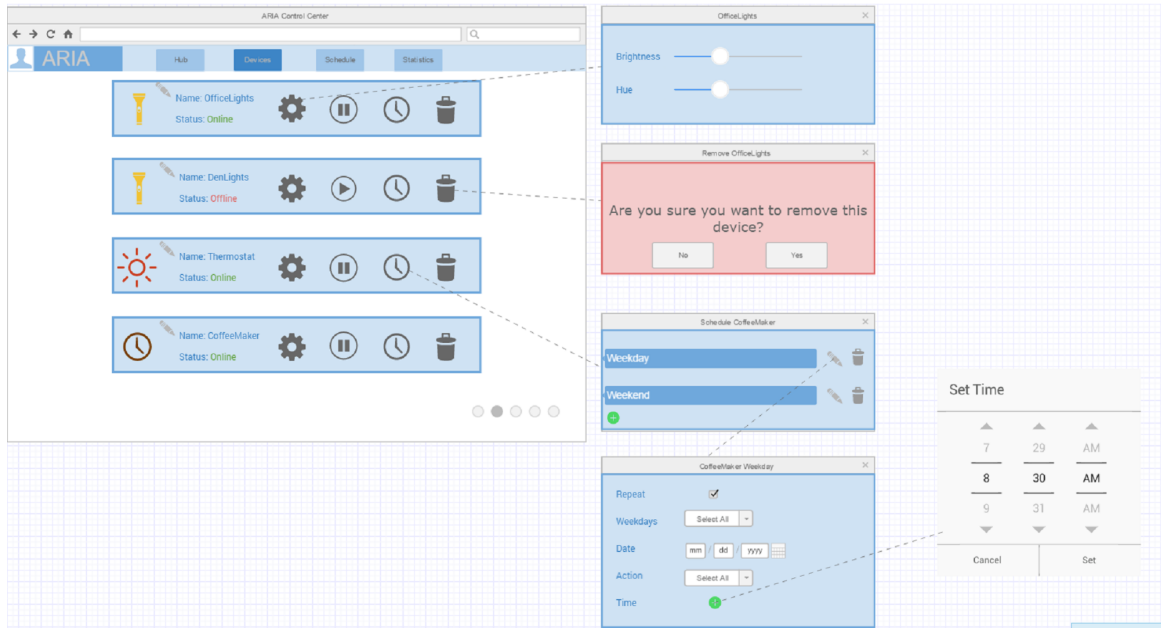 ARIA Control Center
ARIA
Hub
Devices
Schedule
Statistics
Name: OfficeLights
Status: Online
Name: DenLights
Status: Offline
Name: Thermostat
Status: Online
Name: CoffeeMaker
Status: Online
OfficeLights
Brightness
Hue
Remove OfficeLights
Are you sure you want to remove this
device?
No
Yes
Schedule CoffeeMaker
Weekday
Weekend
CoffeeMaker Weekday
Repeat
Weekdays
Select All
Date
mm / dd / yyyy
Action
Select All
Time
Set Time
7 29 AM
8 30 AM
9 31 AM
Cancel
Set